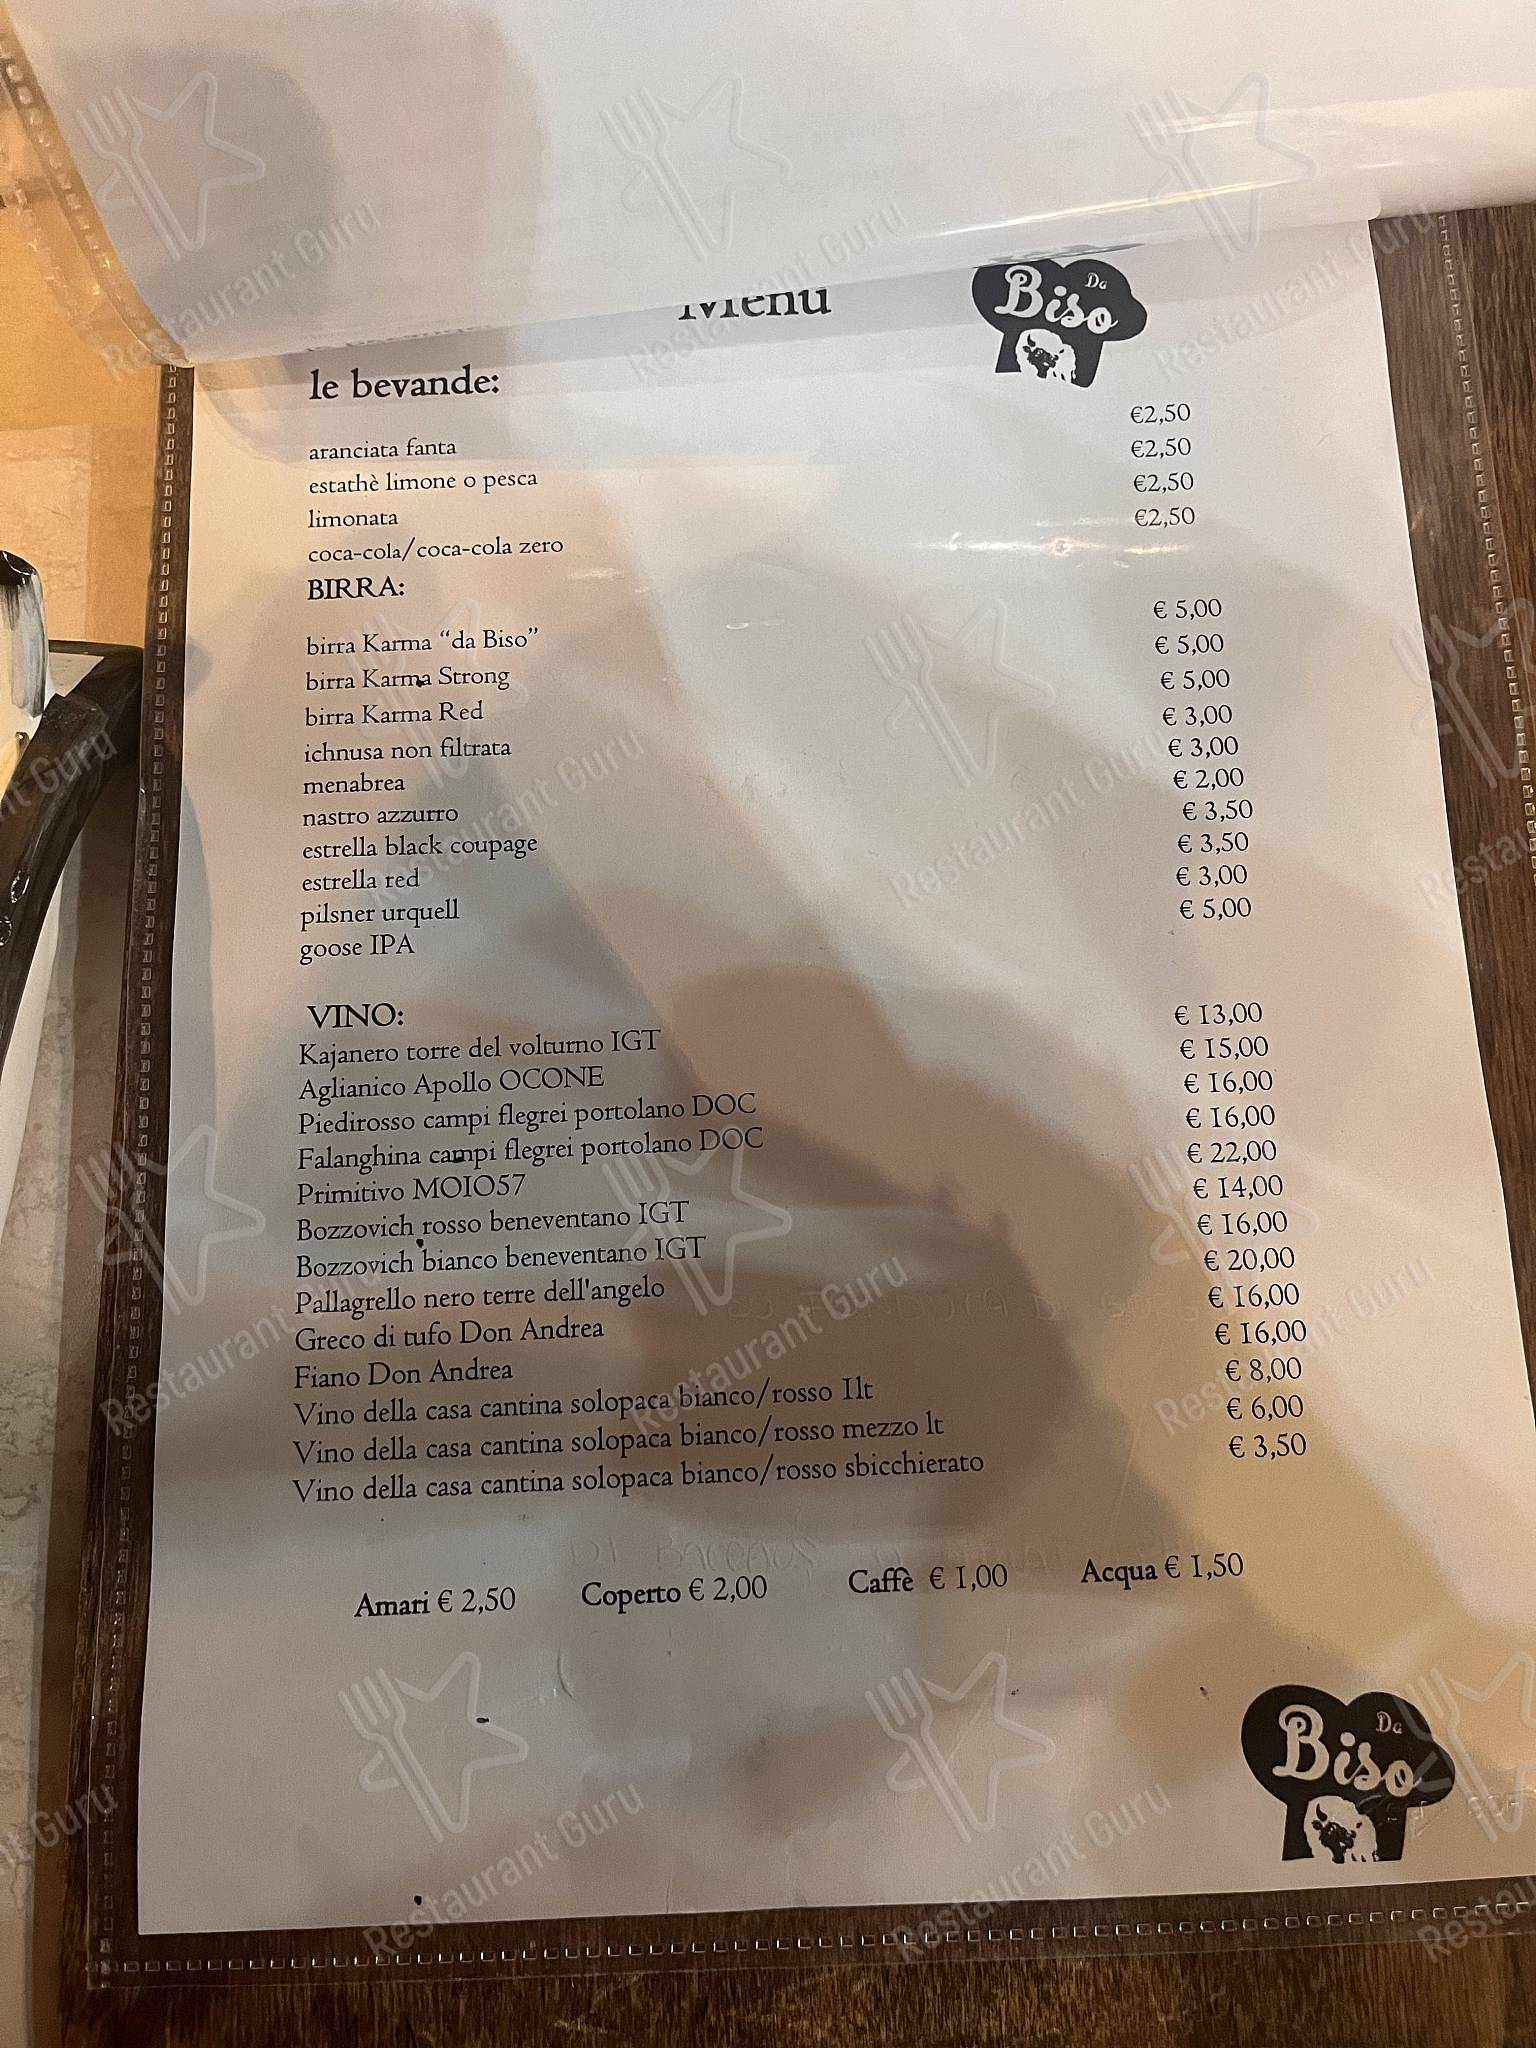 Menu
Da
Biso
le bevande:
aranciata fanta €2,50
estathè limone o pesca €2,50
limonata €2,50
coca-cola/coca-cola zero €2,50
BIRRA:
birra Karma “da Biso” € 5,00
birra Karma Strong € 5,00
birra Karma Red € 5,00
ichnusa non filtrata € 3,00
menabrea € 3,00
nastro azzurro € 2,00
estrella black coupage € 3,50
estrella red € 3,50
pilsner urquell € 3,00
goose IPA € 5,00
VINO:
Kajanero torre del volturno IGT € 13,00
Aglianico Apollo OCONE € 15,00
Piedirosso campi flegrei portolano DOC € 16,00
Falanghina campi flegrei portolano DOC € 16,00
Primitivo MOIO57 € 22,00
Bozzovich rosso beneventano IGT € 14,00
Bozzovich bianco beneventano IGT € 16,00
Pallagrello nero terre dell'angelo € 20,00
Greco di tufo Don Andrea € 16,00
Fiano Don Andrea € 16,00
Vino della casa cantina solopaca bianco/rosso 1lt € 8,00
Vino della casa cantina solopaca bianco/rosso mezzo lt € 6,00
Vino della casa cantina solopaca bianco/rosso sbicchierato € 3,50
Amari € 2,50 Coperto € 2,00 Caffè € 1,00 Acqua € 1,50
Da
Biso
Restaurant Guru